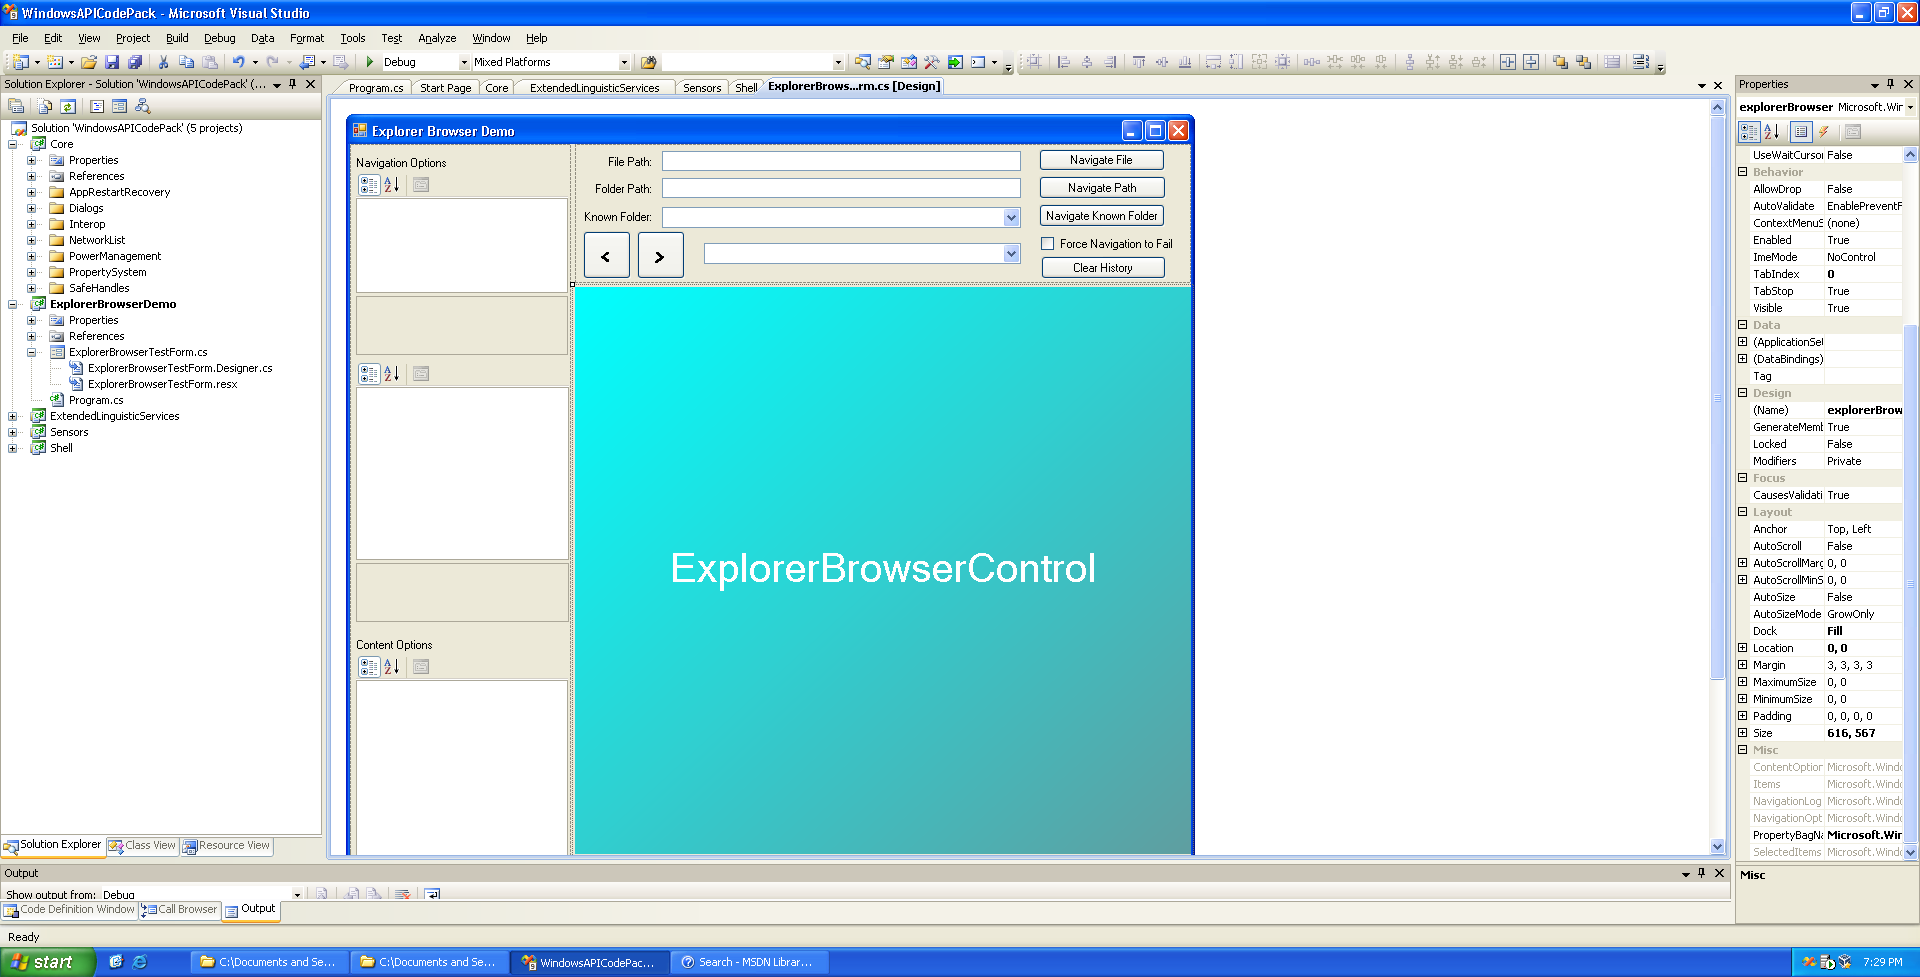 WindowsAPICodePack - Microsoft Visual Studio
File Edit View Project Build Debug Data Format Tools Test Analyze Window Help
Debug Mixed Platforms
Solution Explorer - Solution 'WindowsAPICodePack' (...
Solution 'WindowsAPICodePack' (5 projects)
Core
Properties
References
AppRestartRecovery
Dialogs
Interop
NetworkList
PowerManagement
PropertySystem
SafeHandles
ExplorerBrowserDemo
Properties
References
ExplorerBrowserTestForm.cs
ExplorerBrowserTestForm.Designer.cs
ExplorerBrowserTestForm.resx
Program.cs
ExtendedLinguisticServices
Sensors
Shell
Solution Explorer Class View Resource View
Program.cs Start Page Core ExtendedLinguisticServices Sensors Shell ExplorerBrows...rm.cs [Design]
Explorer Browser Demo
Navigation Options
File Path: Navigate File
Folder Path: Navigate Path
Known Folder: Navigate Known Folder
< > Force Navigation to Fail
Clear History
ExplorerBrowserControl
Content Options
Properties
explorerBrowser Microsoft.Wir
UseWaitCursor False
Behavior
AllowDrop False
AutoValidate EnablePreventF
ContextMenuS (none)
Enabled True
ImeMode NoControl
TabIndex 0
TabStop True
Visible True
Data
(ApplicationSet
(DataBindings)
Tag
Design
(Name) explorerBrow
GenerateMemb True
Locked False
Modifiers Private
Focus
CausesValidati True
Layout
Anchor Top, Left
AutoScroll False
AutoScrollMarg 0, 0
AutoScrollMinS 0, 0
AutoSize False
AutoSizeMode GrowOnly
Dock Fill
Location 0, 0
Margin 3, 3, 3, 3
MaximumSize 0, 0
MinimumSize 0, 0
Padding 0, 0, 0, 0
Size 616, 567
Misc
ContentOption Microsoft.Windo
Items Microsoft.Windo
NavigationLog Microsoft.Windo
NavigationOpt Microsoft.Windo
PropertyBagNa Microsoft.Wir
SelectedItems Microsoft.Windo
Misc
Output
Show output from: Debug
Code Definition Window Call Browser Output
Ready
start C:\Documents and Se... C:\Documents and Se... WindowsAPICodePac... Search - MSDN Librar... 7:29 PM